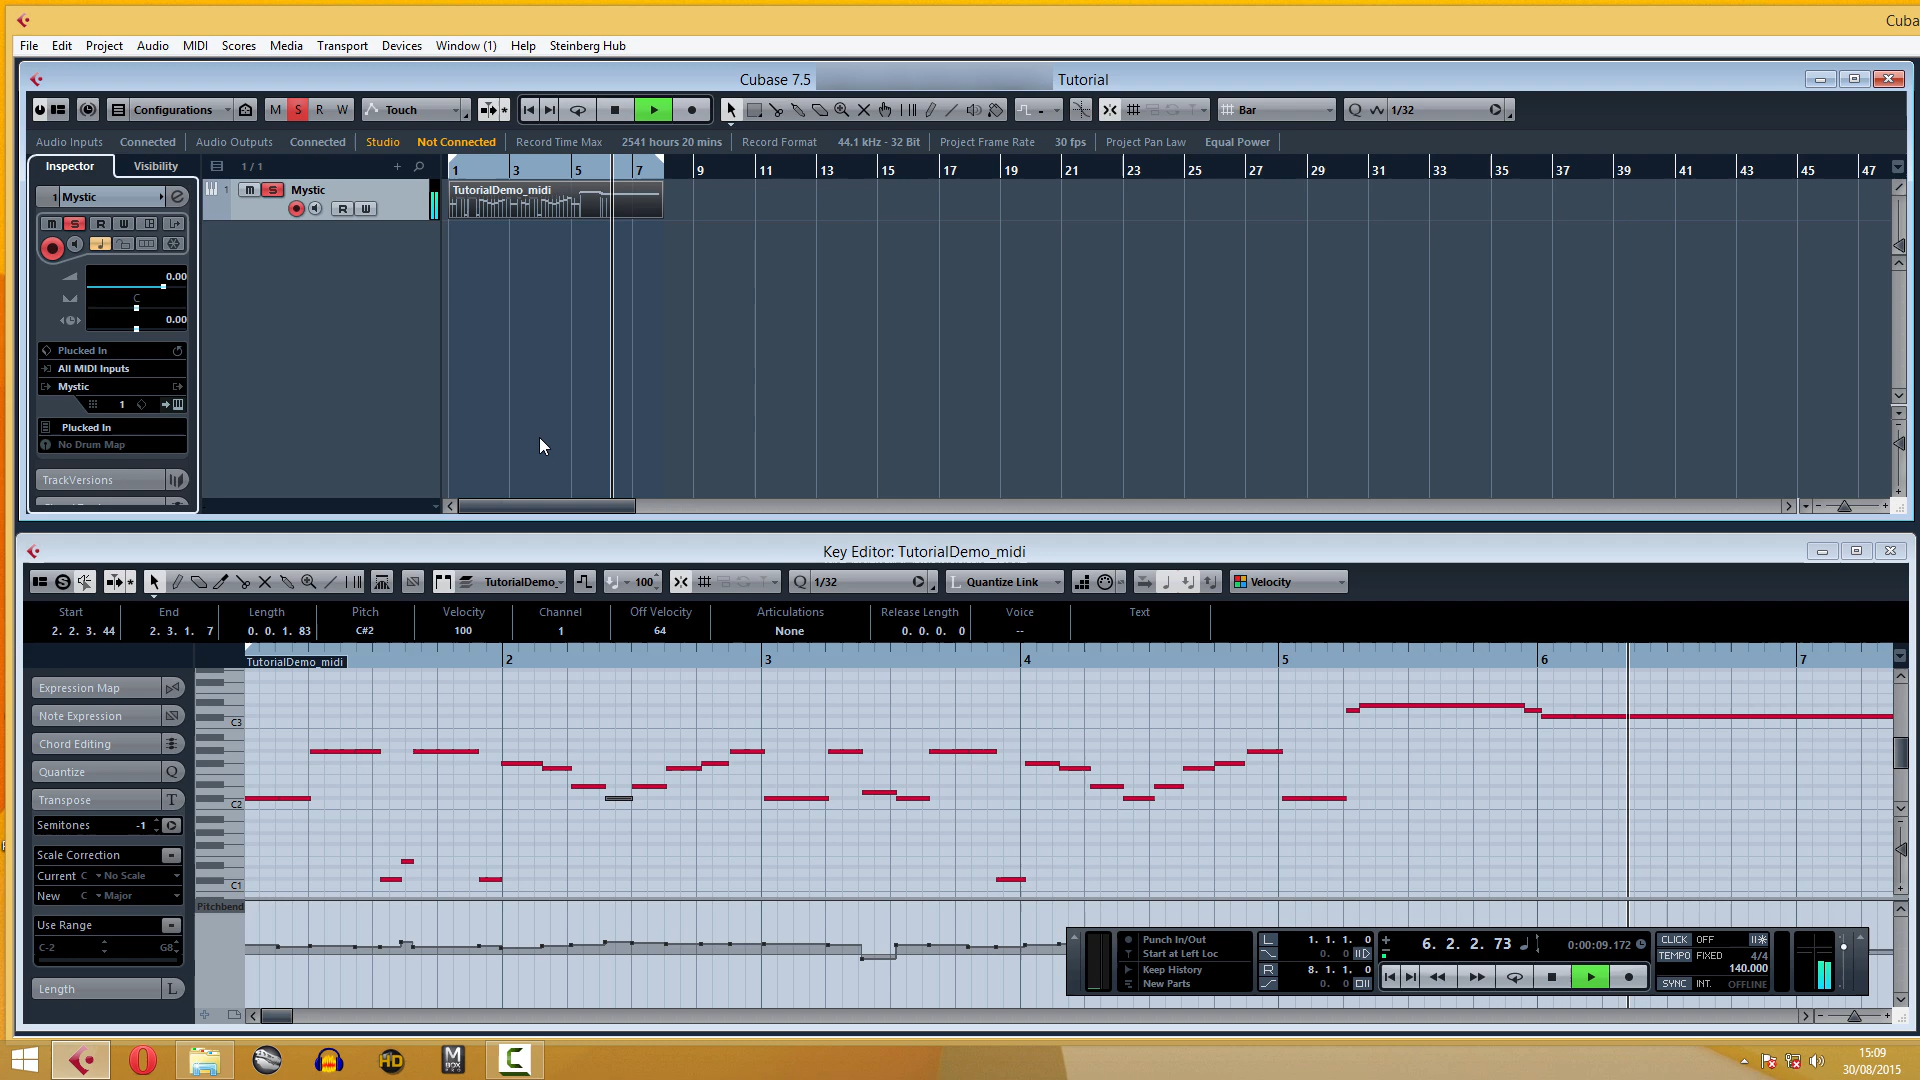 Cuba
File Edit Project Audio MIDI Scores Media Transport Devices Window (1) Help Steinberg Hub
Cubase 7.5 Tutorial
Configurations M S R W Touch Bar Q 1/32
Audio Inputs Connected Audio Outputs Connected Studio Not Connected Record Time Max 2541 hours 20 mins Record Format 44.1 kHz - 32 Bit Project Frame Rate 30 fps Project Pan Law Equal Power
Inspector Visibility 1 / 1 1 3 5 7 9 11 13 15 17 19 21 23 25 27 29 31 33 35 37 39 41 43 45 47
1 Mystic 1 m S Mystic TutorialDemo_midi
R W
m S R W
0.00
C
0.00
Plucked In
All MIDI Inputs
Mystic
1
Plucked In
No Drum Map
TrackVersions
Key Editor: TutorialDemo_midi
S TutorialDemo_ 100 Q 1/32 L Quantize Link Velocity
Start End Length Pitch Velocity Channel Off Velocity Articulations Release Length Voice Text
2. 2. 3. 44 2. 3. 1. 7 0. 0. 1. 83 C#2 100 1 64 None 0. 0. 0. 0 --
TutorialDemo_midi 2 3 4 5 6 7
Expression Map
Note Expression
C3
Chord Editing
Quantize Q
Transpose T
C2
Semitones -1
Scale Correction
Current C No Scale
New C Major
C1
Pitchbend
Use Range
C-2 G8
Length L
Punch In/Out L 1. 1. 1. 0 6. 2. 2. 73 0:00:09.172 CLICK OFF
Start at Left Loc 0. 0 TEMPO FIXED 4/4
Keep History R 8. 1. 1. 0 140.000
New Parts 0. 0 SYNC INT. OFFLINE
HD M BOX C
15:09
30/08/2015